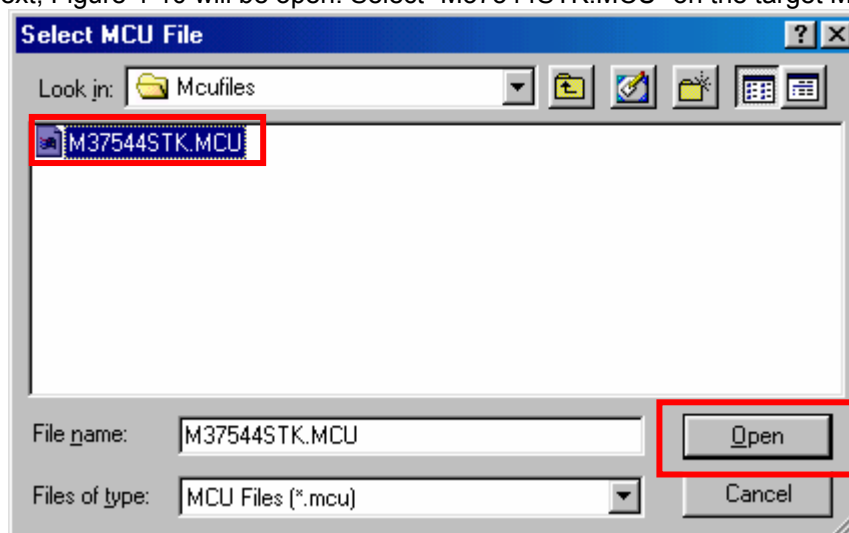 Select MCU File
Look in: Mcufiles
M37544STK.MCU
File name: M37544STK.MCU Open
Files of type: MCU Files (*.mcu) Cancel